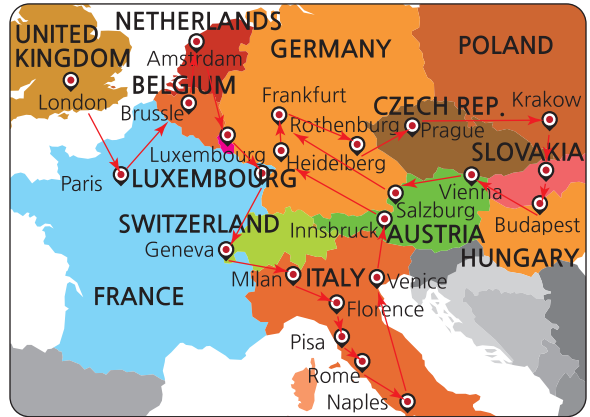 UNITED
KINGDOM
London
NETHERLANDS
Amstrdam
BELGIUM
Brussle
GERMANY
POLAND
Frankfurt
Rothenburg
CZECH REP.
Prague
Krakow
Luxembourg
Heidelberg
SLOVAKIA
Paris
LUXEMBOURG
Vienna
Salzburg
Budapest
SWITZERLAND
Innsbruck
AUSTRIA
Geneva
HUNGARY
Milan
ITALY
Venice
FRANCE
Florence
Pisa
Rome
Naples